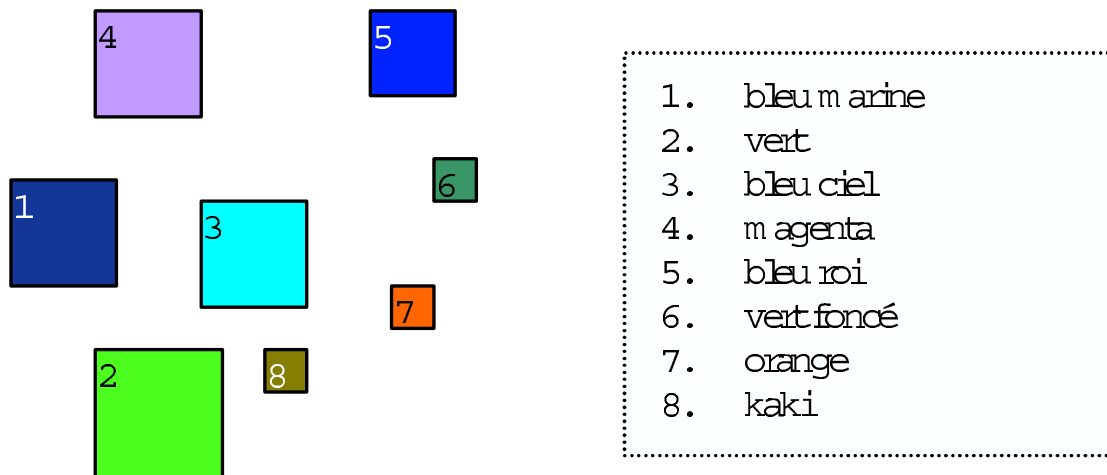 4
5
6
1
3
7
2
8
1. bleu marine
2. vert
3. bleu ciel
4. magenta
5. bleu roi
6. vert foncé
7. orange
8. kaki